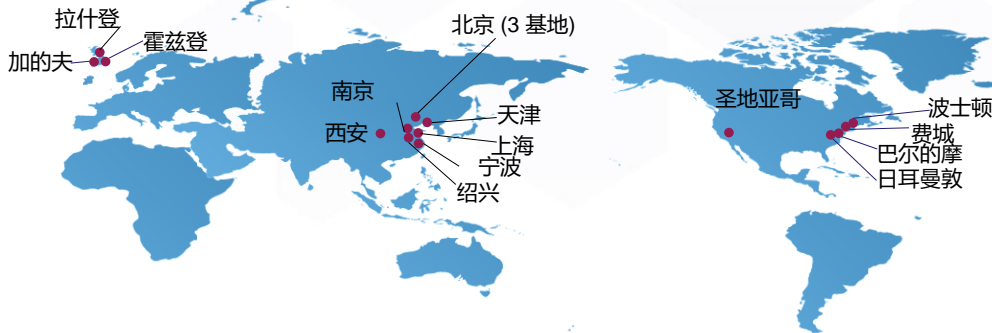 拉什登
霍兹登
加的夫
北京 (3 基地)
南京
天津
西安
上海
宁波
绍兴
圣地亚哥
波士顿
费城
巴尔的摩
日耳曼敦